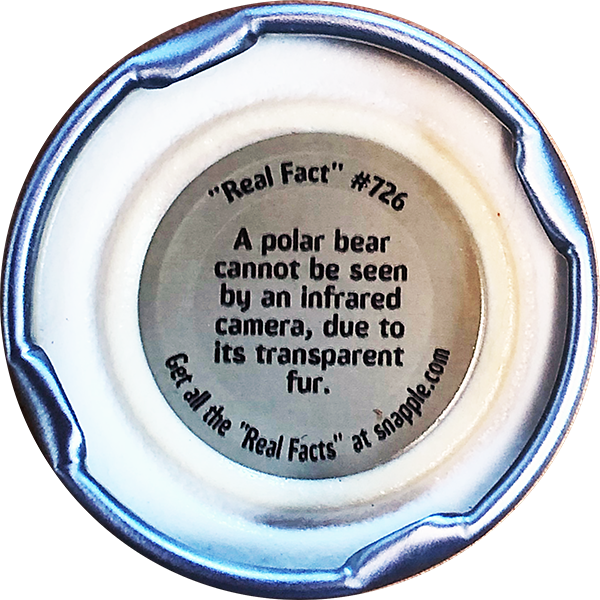 "Real Fact" #726
A polar bear
cannot be seen
by an infrared
camera, due to
its transparent
fur.
Get all the "Real Facts" at snapple.com